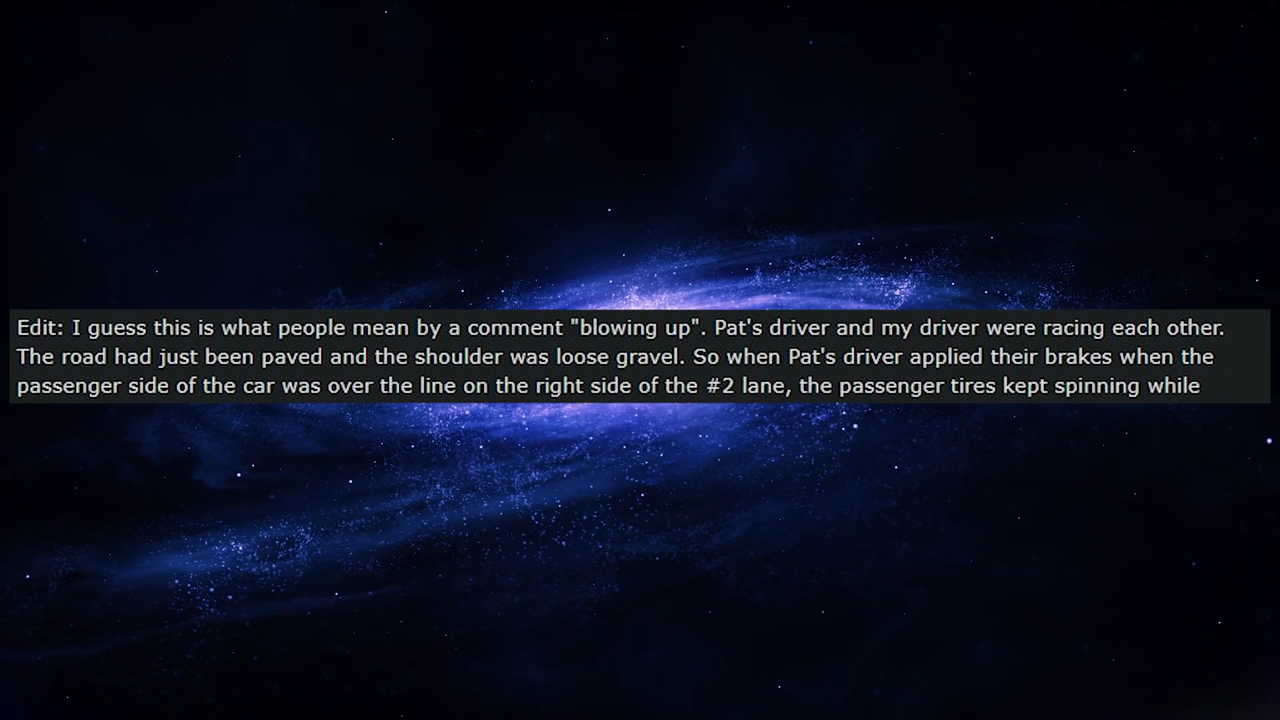 Edit: I guess this is what people mean by a comment "blowing up". Pat's driver and my driver were racing each other.
The road had just been paved and the shoulder was loose gravel. So when Pat's driver applied their brakes when the
passenger side of the car was over the line on the right side of the #2 lane, the passenger tires kept spinning while